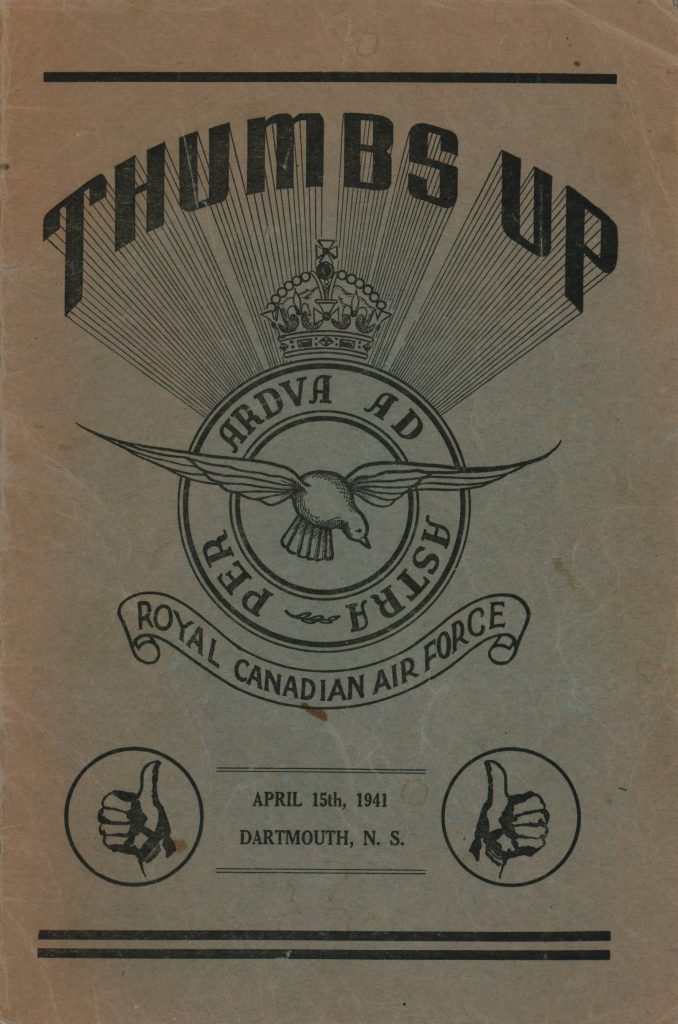 THUMBS UP
PER ARDVA AD ASTRA
ROYAL CANADIAN AIR FORCE
APRIL 15th, 1941
DARTMOUTH, N. S.